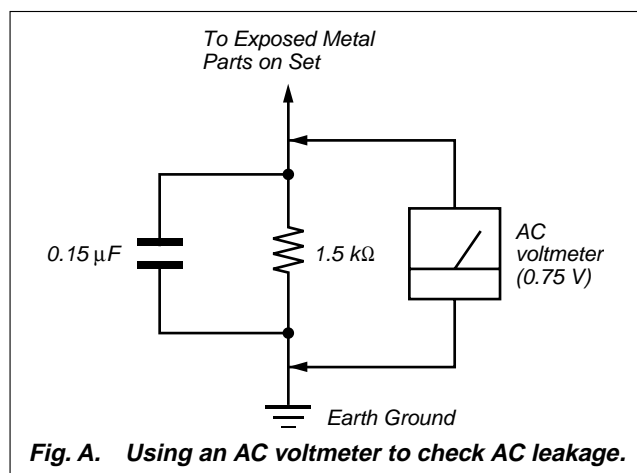 To Exposed Metal
Parts on Set
0.15 μF
1.5 kΩ
AC
voltmeter
(0.75 V)
Earth Ground
Fig. A. Using an AC voltmeter to check AC leakage.